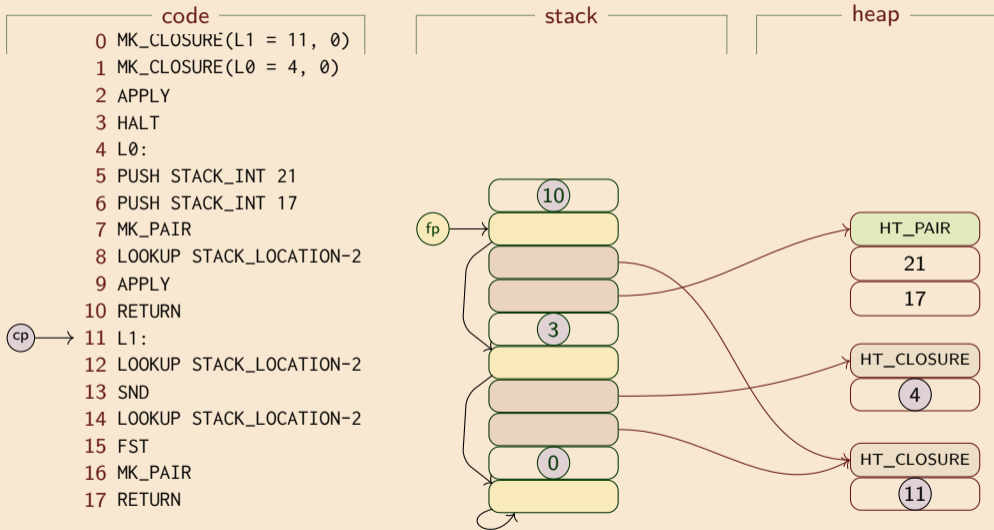 code
stack
heap
0 MK_CLOSURE(L1 = 11, 0)
1 MK_CLOSURE(L0 = 4, 0)
2 APPLY
3 HALT
4 L0:
5 PUSH STACK_INT 21
6 PUSH STACK_INT 17
7 MK_PAIR
8 LOOKUP STACK_LOCATION-2
9 APPLY
10 RETURN
cp 11 L1:
12 LOOKUP STACK_LOCATION-2
13 SND
14 LOOKUP STACK_LOCATION-2
15 FST
16 MK_PAIR
17 RETURN
10
fp
3
0
HT_PAIR
21
17
HT_CLOSURE
4
HT_CLOSURE
11